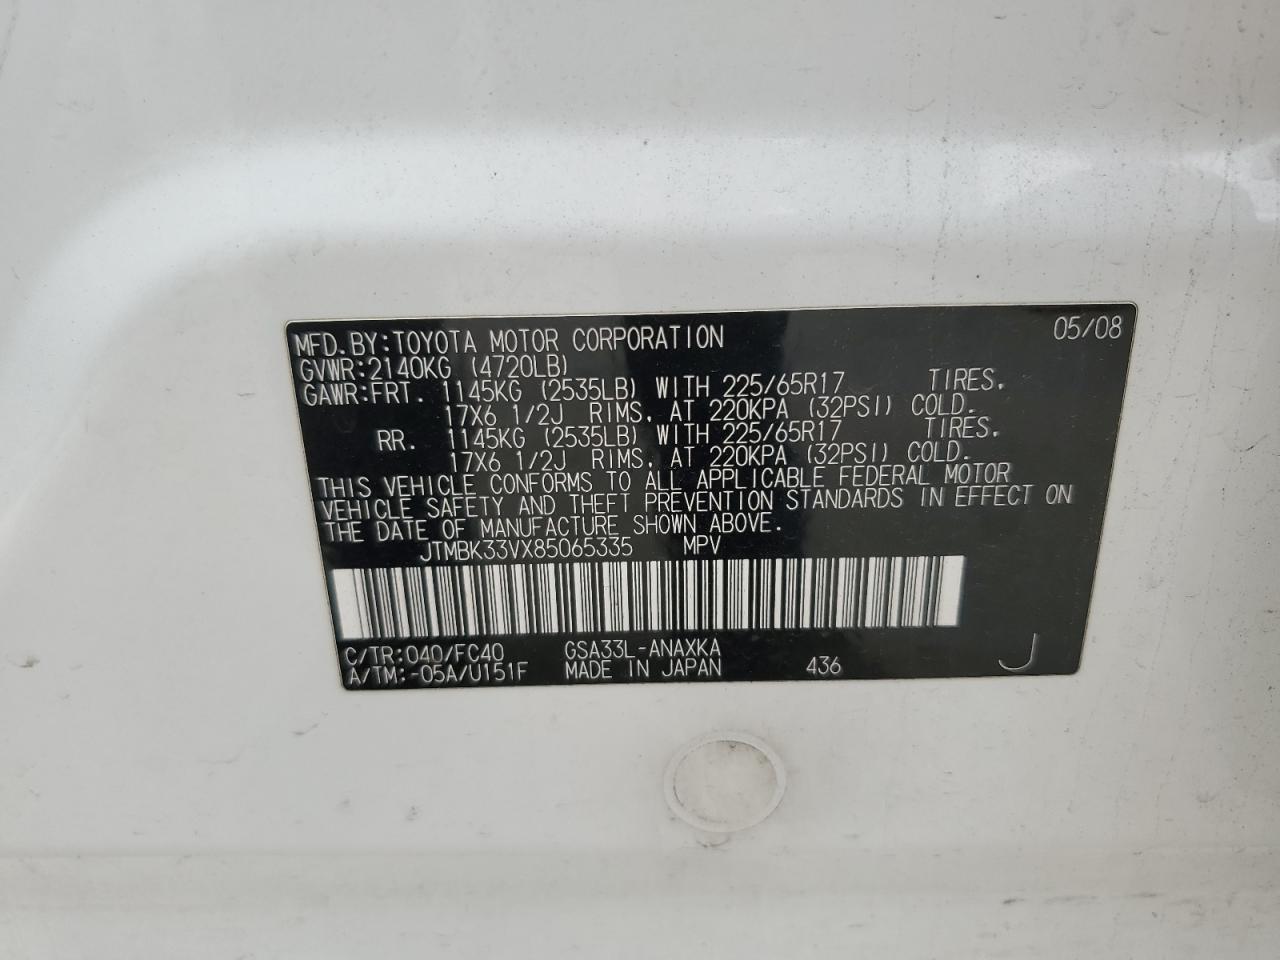 MFD.BY:TOYOTA MOTOR CORPORATION 05/08
GVWR:2140KG (4720LB)
GAWR:FRT. 1145KG (2535LB) WITH 225/65R17 TIRES,
17X6 1/2J RIMS, AT 220KPA (32PSI) COLD.
RR. 1145KG (2535LB) WITH 225/65R17 TIRES,
17X6 1/2J RIMS, AT 220KPA (32PSI) COLD.
THIS VEHICLE CONFORMS TO ALL APPLICABLE FEDERAL MOTOR
VEHICLE SAFETY AND THEFT PREVENTION STANDARDS IN EFFECT ON
THE DATE OF MANUFACTURE SHOWN ABOVE.
JTMBK33VX85065335 MPV
C/TR:040/FC40 GSA33L-ANAXKA
A/TM:-05A/U151F MADE IN JAPAN 436 J